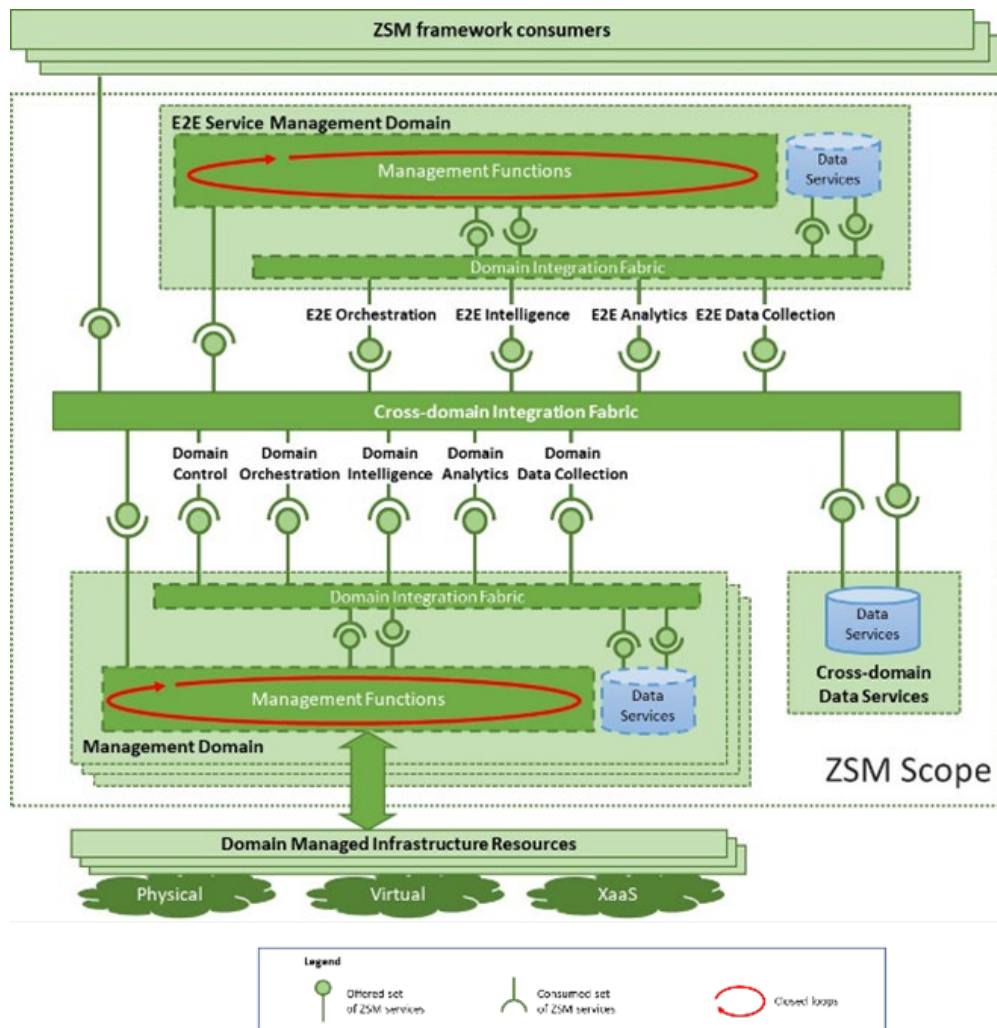 ZSM framework consumers
E2E Service Management Domain
Management Functions
Data
Services
Domain Integration Fabric
E2E Orchestration
E2E Intelligence
E2E Analytics
E2E Data Collection
Cross-domain Integration Fabric
Domain
Control
Domain
Orchestration
Domain
Intelligence
Domain
Analytics
Domain
Data Collection
Domain Integration Fabric
Management Functions
Data
Services
Management Domain
Data
Services
Cross-domain
Data Services
ZSM Scope
Domain Managed Infrastructure Resources
Physical
Virtual
XaaS
Legend
Offered set
of ZSM services
Consumed set
of ZSM services
Closed loops